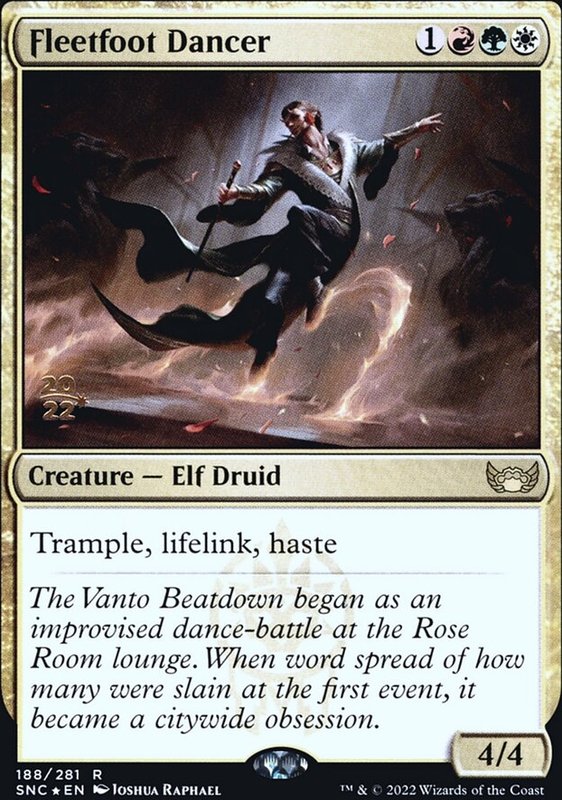 Fleetfoot Dancer 1
20
22
Creature — Elf Druid
Trample, lifelink, haste
The Vanto Beatdown began as an
improvised dance-battle at the Rose
Room lounge. When word spread of how
many were slain at the first event, it
became a citywide obsession.
4/4
188/281 R
SNC ★ EN Joshua Raphael
™ & © 2022 Wizards of the Coast